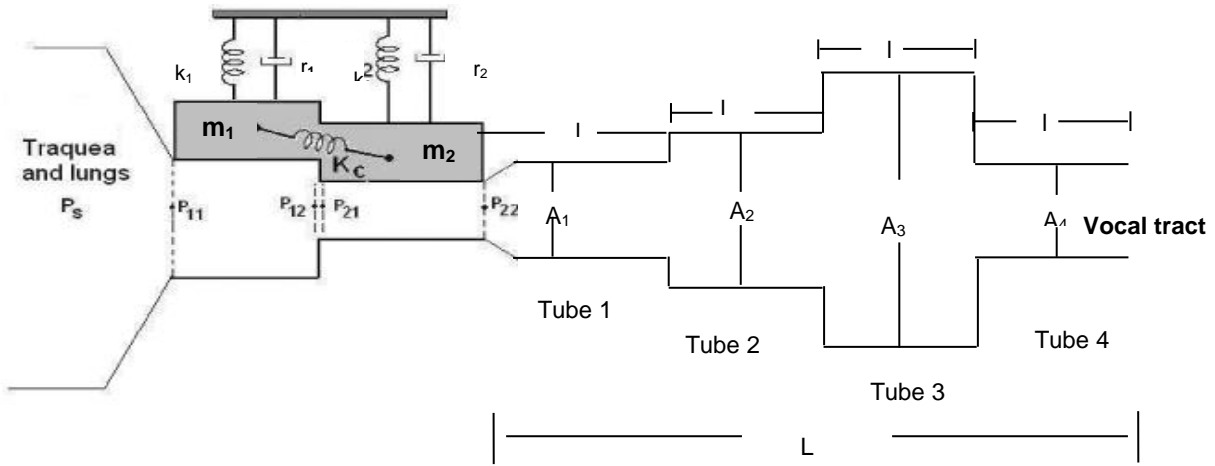 k₁
r₁
k2
r₂
m₁
m₂
Kc
Traquea
and lungs
Pₛ
P₁₁
P₁₂
P₂₁
P₂₂
l
l
l
l
A₁
A₂
A₃
A₄
Vocal tract
Tube 1
Tube 2
Tube 3
Tube 4
L